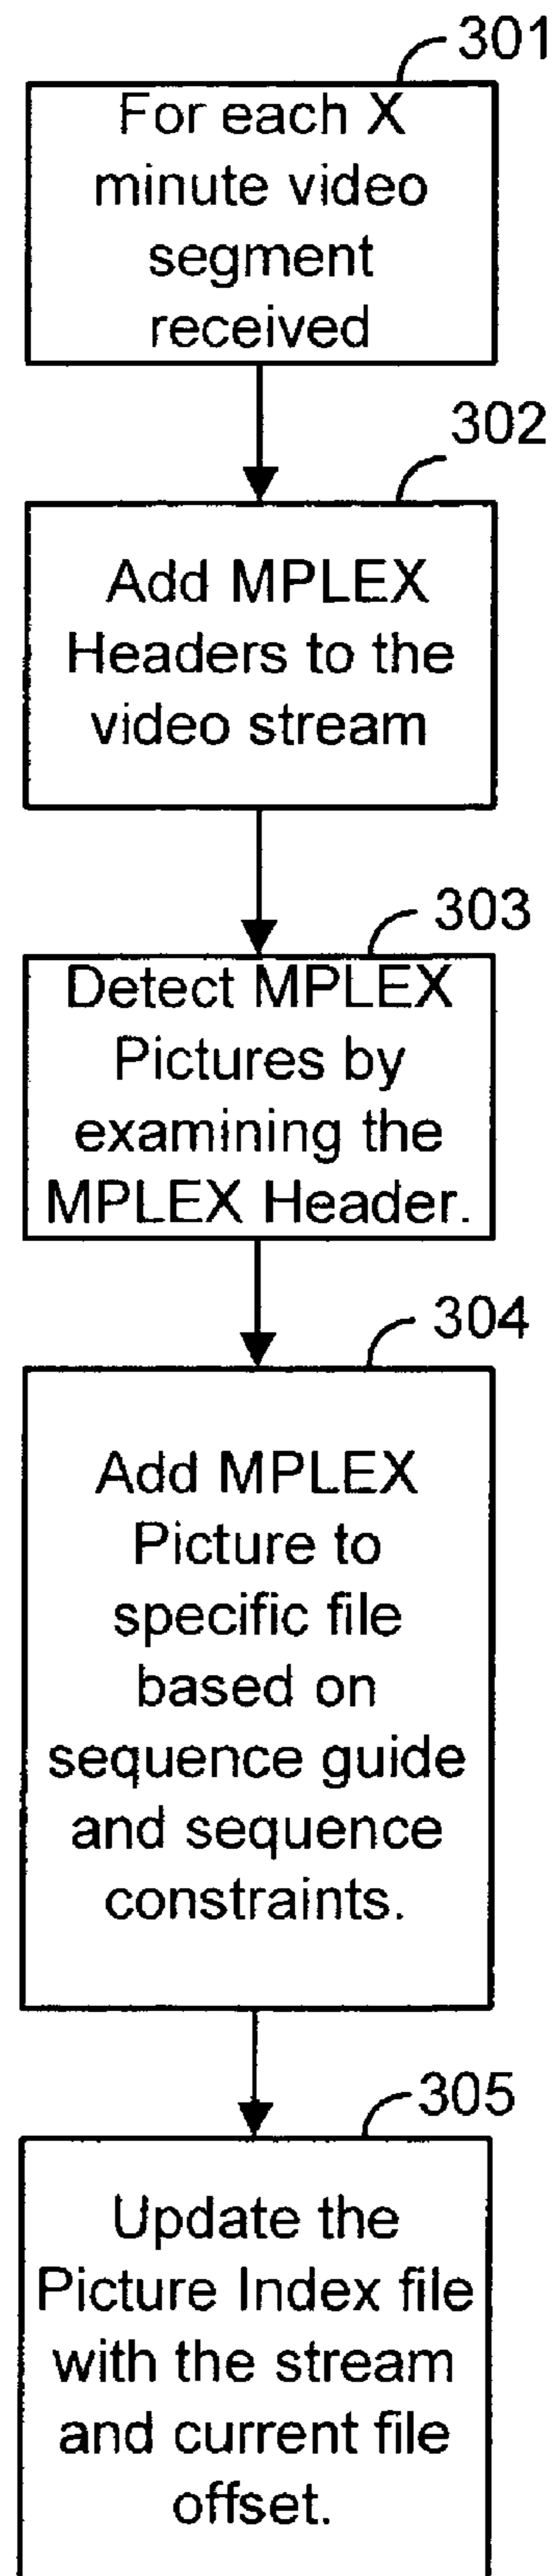 301
For each X
minute video
segment
received
302
Add MPLEX
Headers to the
video stream
303
Detect MPLEX
Pictures by
examining the
MPLEX Header.
304
Add MPLEX
Picture to
specific file
based on
sequence guide
and sequence
constraints.
305
Update the
Picture Index file
with the stream
and current file
offset.